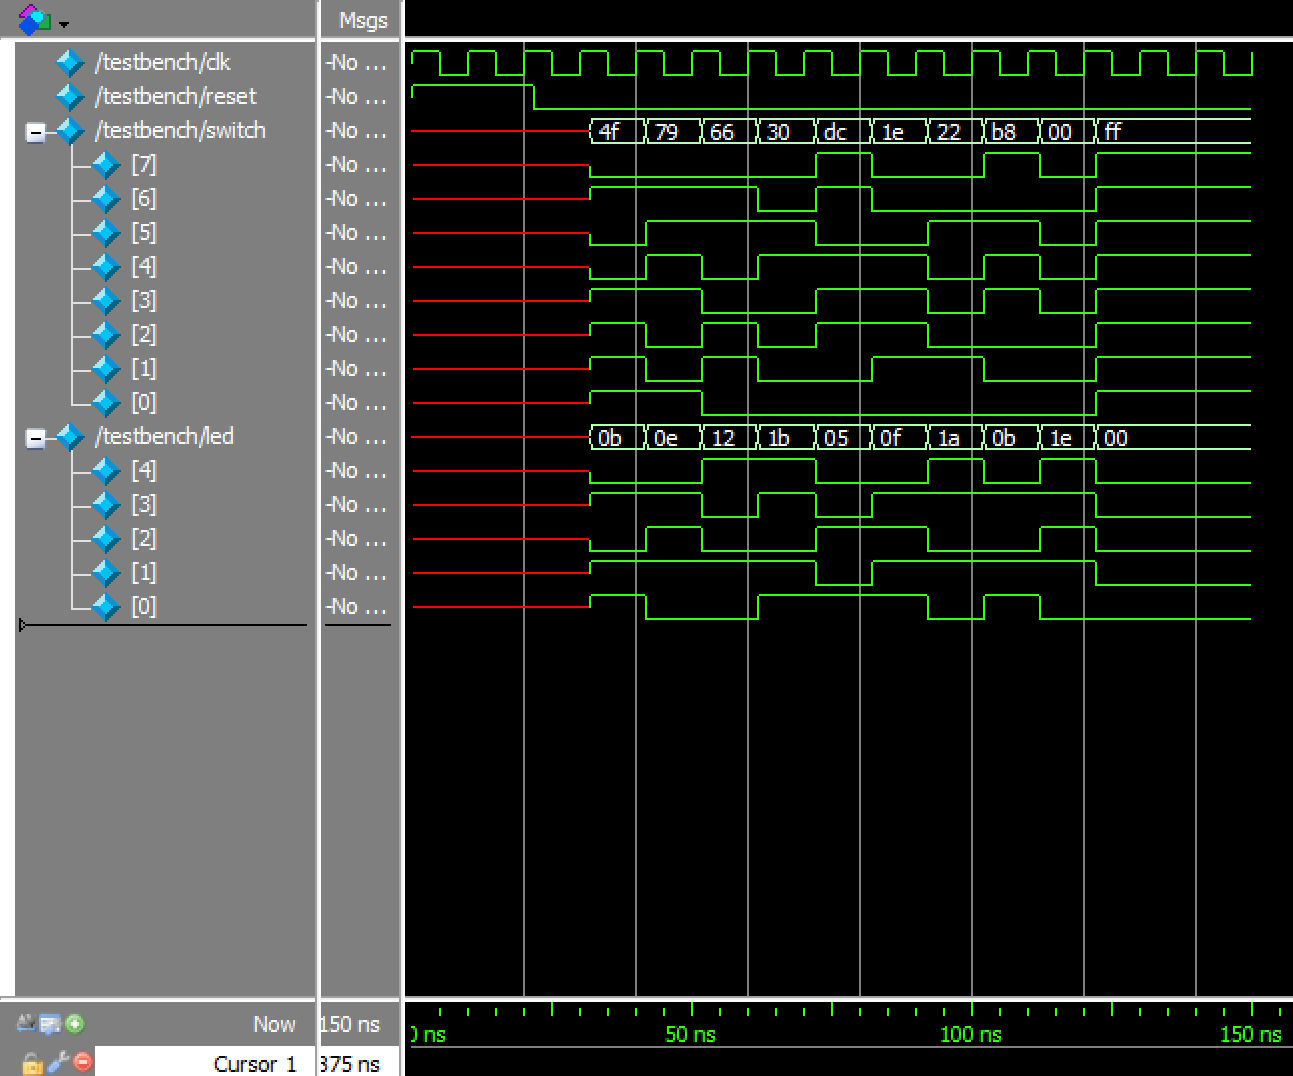 Msgs
/testbench/clk -No ...
/testbench/reset -No ...
/testbench/switch -No ... 4f 79 66 30 dc 1e 22 b8 00 ff
[7] -No ...
[6] -No ...
[5] -No ...
[4] -No ...
[3] -No ...
[2] -No ...
[1] -No ...
[0] -No ...
/testbench/led -No ... 0b 0e 12 1b 05 0f 1a 0b 1e 00
[4] -No ...
[3] -No ...
[2] -No ...
[1] -No ...
[0] -No ...
Now 150 ns 0 ns 50 ns 100 ns 150 ns
Cursor 1 375 ns